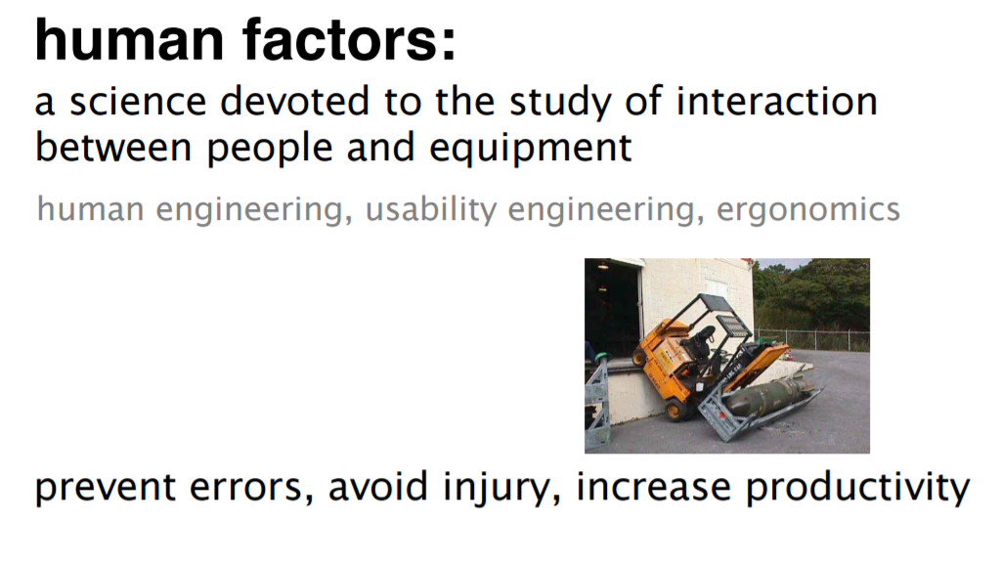 human factors:
a science devoted to the study of interaction
between people and equipment
human engineering, usability engineering, ergonomics
prevent errors, avoid injury, increase productivity